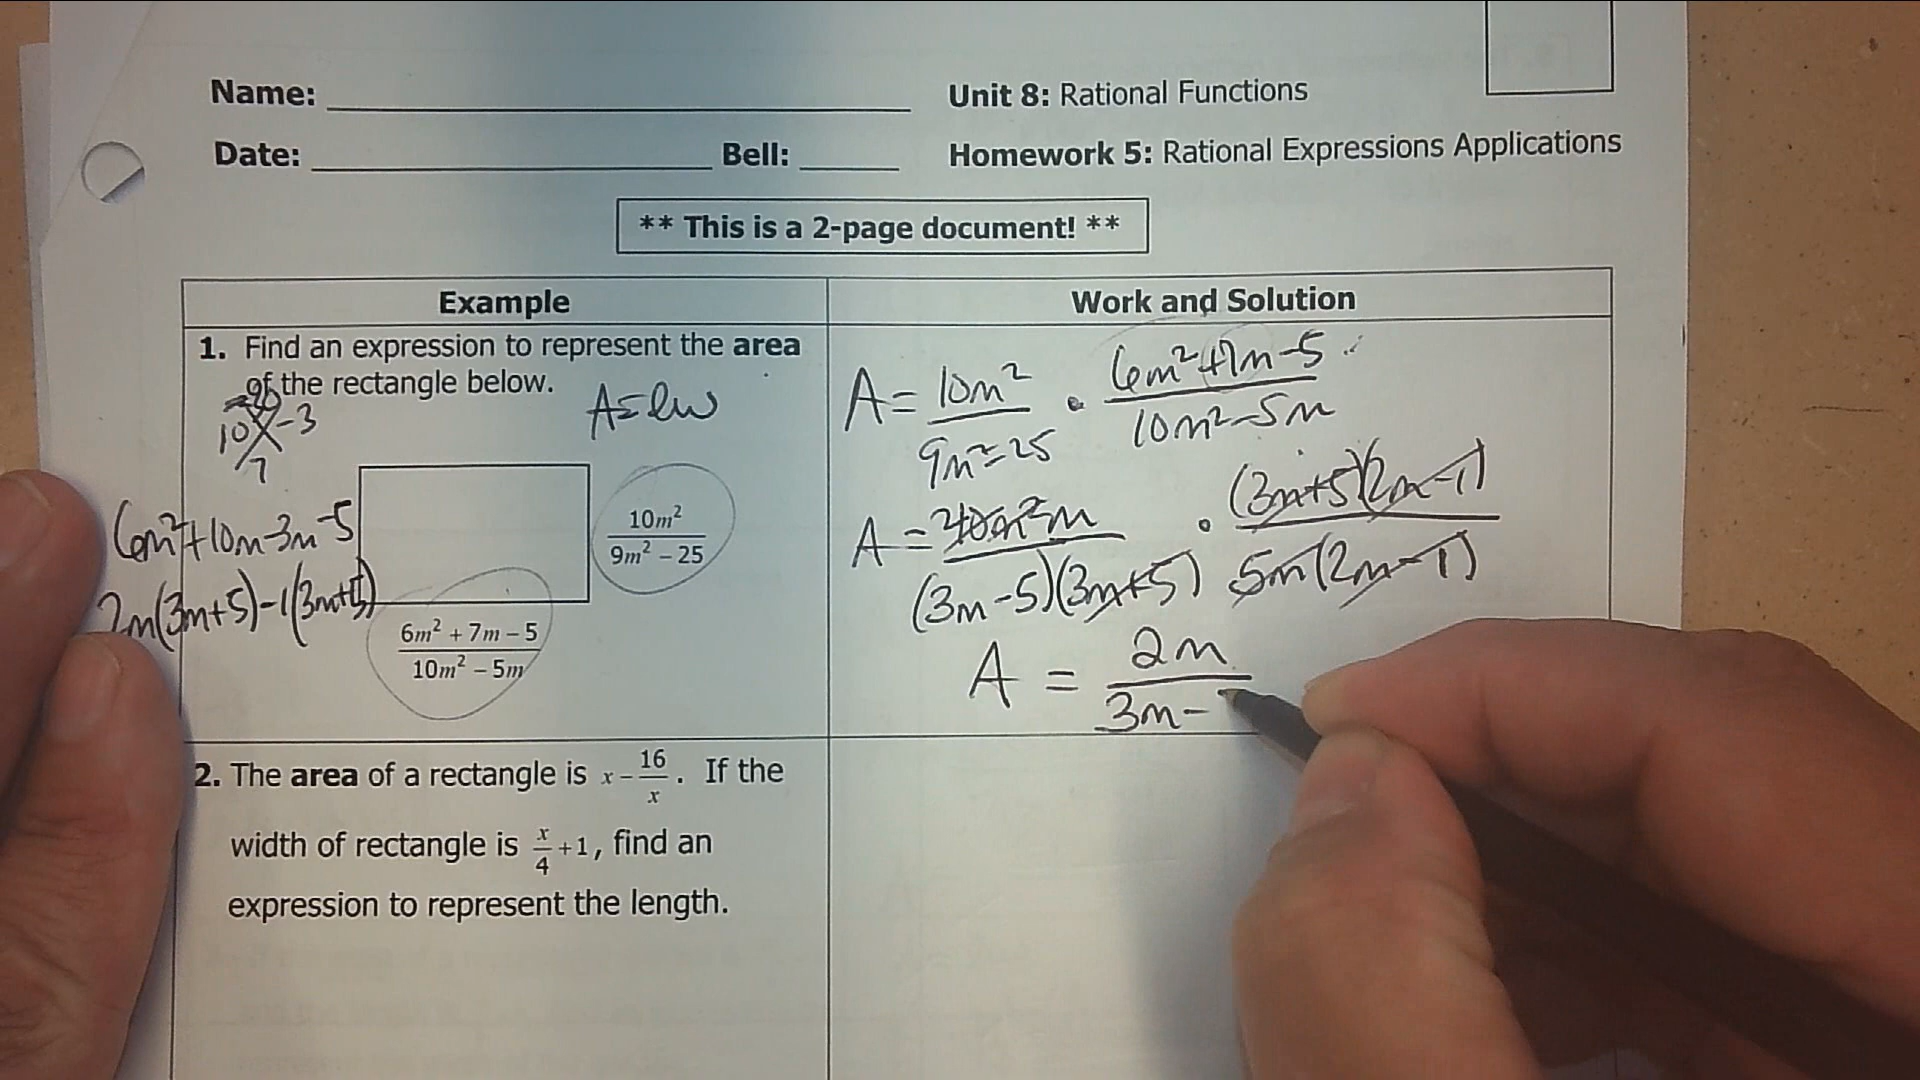 Name: Unit 8: Rational Functions
Date: Bell: Homework 5: Rational Expressions Applications
** This is a 2-page document! **
Example
Work and Solution
1. Find an expression to represent the area
of the rectangle below.
A=lw
10 -3
7
6m²+10m-3m-5
2m(3m+5)-1(3m+5)
10m²/9m² – 25
6m² + 7m – 5/10m² – 5m
A = 10m²/9m²-25 · 6m²+7m-5/10m²-5m
A = 10m² 2m/(3m-5)(3m+5) · (3m+5)(2m-1)/5m(2m-1)
A = 2m/3m-
2. The area of a rectangle is x – 16/x. If the
width of rectangle is x/4 + 1, find an
expression to represent the length.